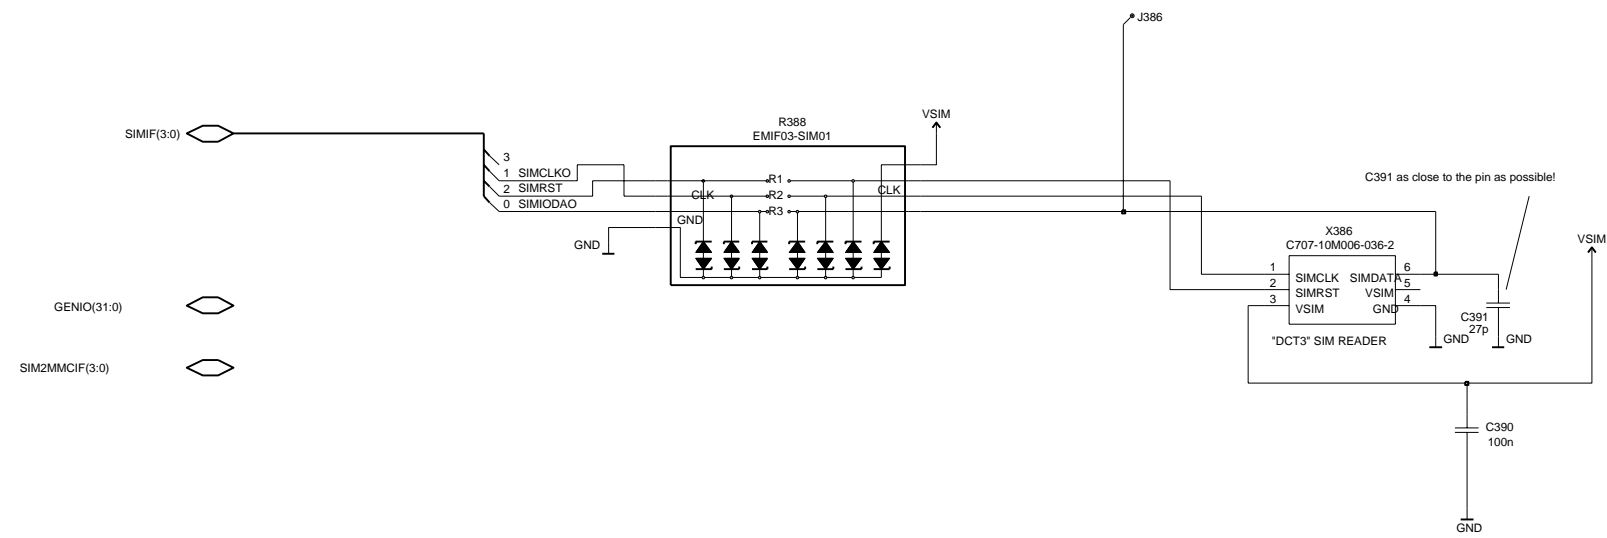 J386
SIMIF(3:0)
R388
EMIF03-SIM01
VSIM
3
1 SIMCLKO
2 SIMRST
0 SIMIODAO
R1
CLK R2 CLK
R3
GND
GND
C391 as close to the pin as possible!
X386
C707-10M006-036-2
VSIM
1 SIMCLK SIMDATA 6
2 SIMRST VSIM 5
3 VSIM GND 4
C391
27p
GND
GND
"DCT3" SIM READER
GENIO(31:0)
SIM2MMCIF(3:0)
C390
100n
GND